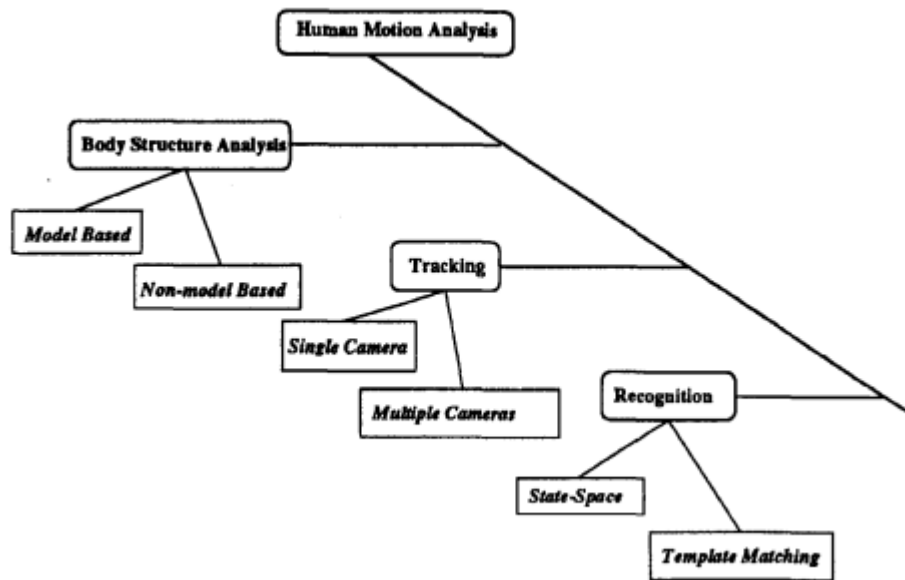 Human Motion Analysis
Body Structure Analysis
Model Based
Non-model Based
Tracking
Single Camera
Multiple Cameras
Recognition
State-Space
Template Matching